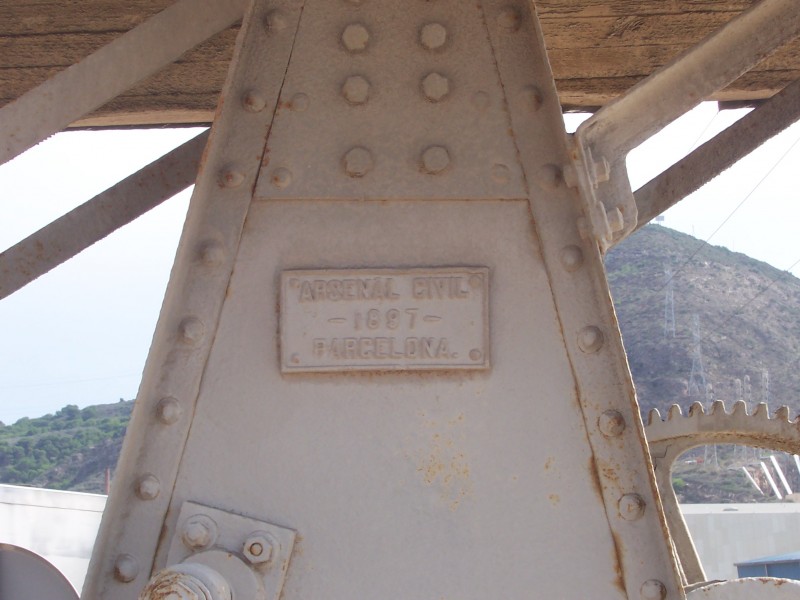 "ARSENAL CIVIL"
-1897-
BARCELONA.